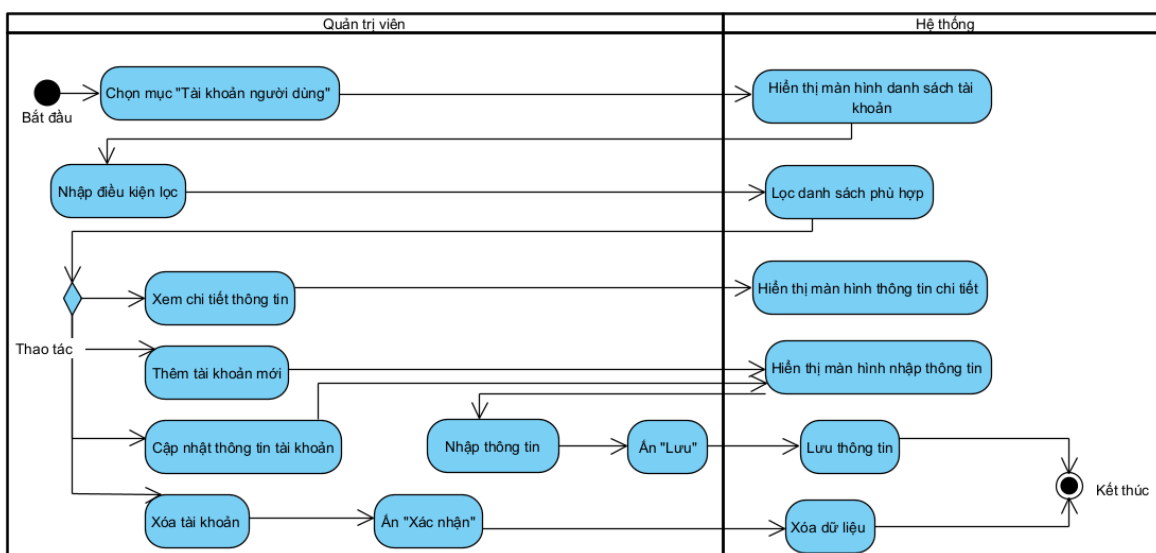 Quản trị viên
Hệ thống
Chọn mục "Tài khoản người dùng"
Hiển thị màn hình danh sách tài
khoản
Bắt đầu
Nhập điều kiện lọc
Lọc danh sách phù hợp
Xem chi tiết thông tin
Hiển thị màn hình thông tin chi tiết
Thao tác
Thêm tài khoản mới
Hiển thị màn hình nhập thông tin
Cập nhật thông tin tài khoản
Nhập thông tin
Ấn "Lưu"
Lưu thông tin
Kết thúc
Xóa tài khoản
Ấn "Xác nhận"
Xóa dữ liệu